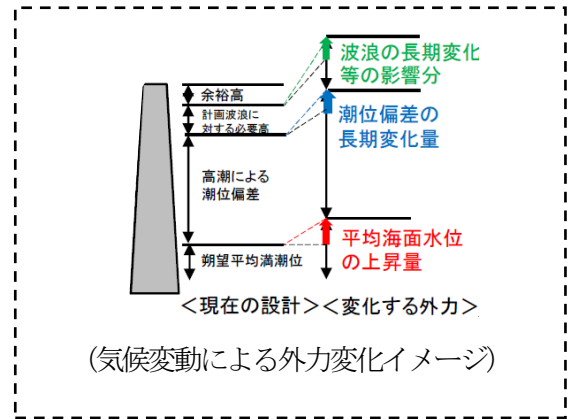 波浪の長期変化
等の影響分
余裕高
計画波浪に
対する必要高
潮位偏差の
長期変化量
高潮による
潮位偏差
平均海面水位
の上昇量
朔望平均満潮位
＜現在の設計＞＜変化する外力＞
(気候変動による外力変化イメージ)